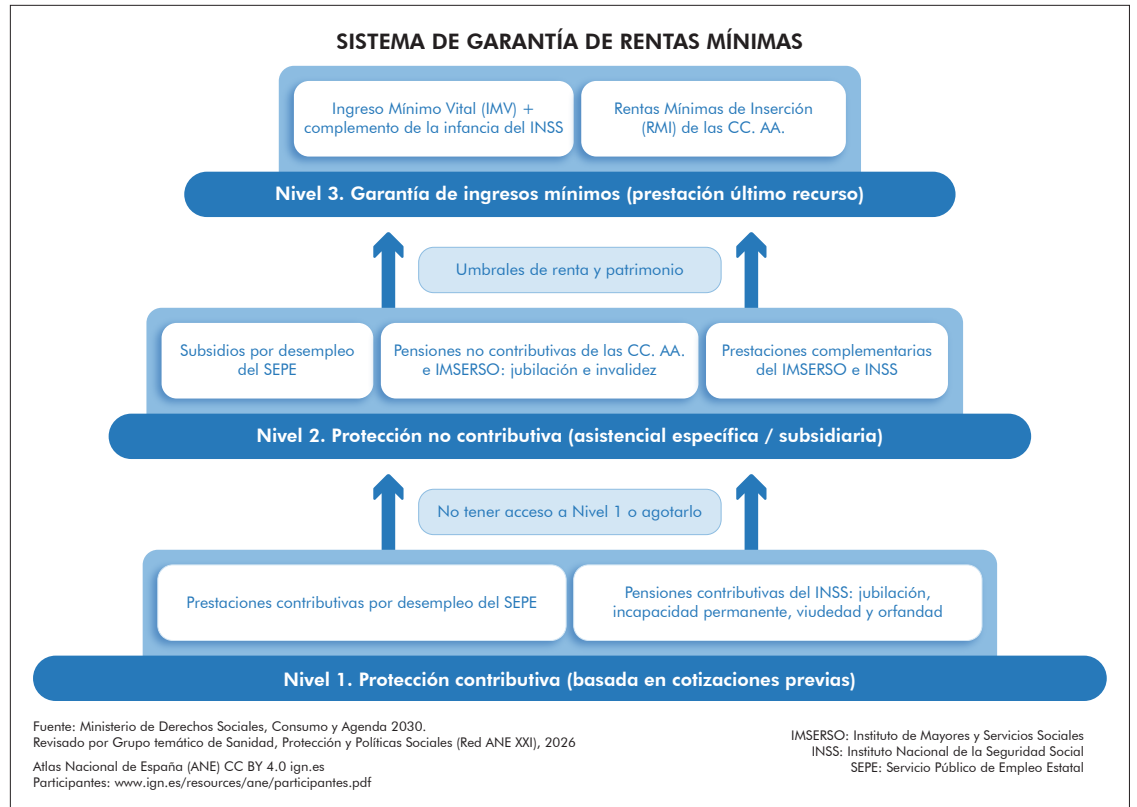 SISTEMA DE GARANTÍA DE RENTAS MÍNIMAS
Ingreso Mínimo Vital (IMV) +
complemento de la infancia del INSS
Rentas Mínimas de Inserción
(RMI) de las CC. AA.
Nivel 3. Garantía de ingresos mínimos (prestación último recurso)
Umbrales de renta y patrimonio
Subsidios por desempleo
del SEPE
Pensiones no contributivas de las CC. AA.
e IMSERSO: jubilación e invalidez
Prestaciones complementarias
del IMSERSO e INSS
Nivel 2. Protección no contributiva (asistencial específica / subsidiaria)
No tener acceso a Nivel 1 o agotarlo
Prestaciones contributivas por desempleo del SEPE
Pensiones contributivas del INSS: jubilación,
incapacidad permanente, viudedad y orfandad
Nivel 1. Protección contributiva (basada en cotizaciones previas)
Fuente: Ministerio de Derechos Sociales, Consumo y Agenda 2030.
Revisado por Grupo temático de Sanidad, Protección y Políticas Sociales (Red ANE XXI), 2026
Atlas Nacional de España (ANE) CC BY 4.0 ign.es
Participantes: www.ign.es/resources/ane/participantes.pdf
IMSERSO: Instituto de Mayores y Servicios Sociales
INSS: Instituto Nacional de la Seguridad Social
SEPE: Servicio Público de Empleo Estatal